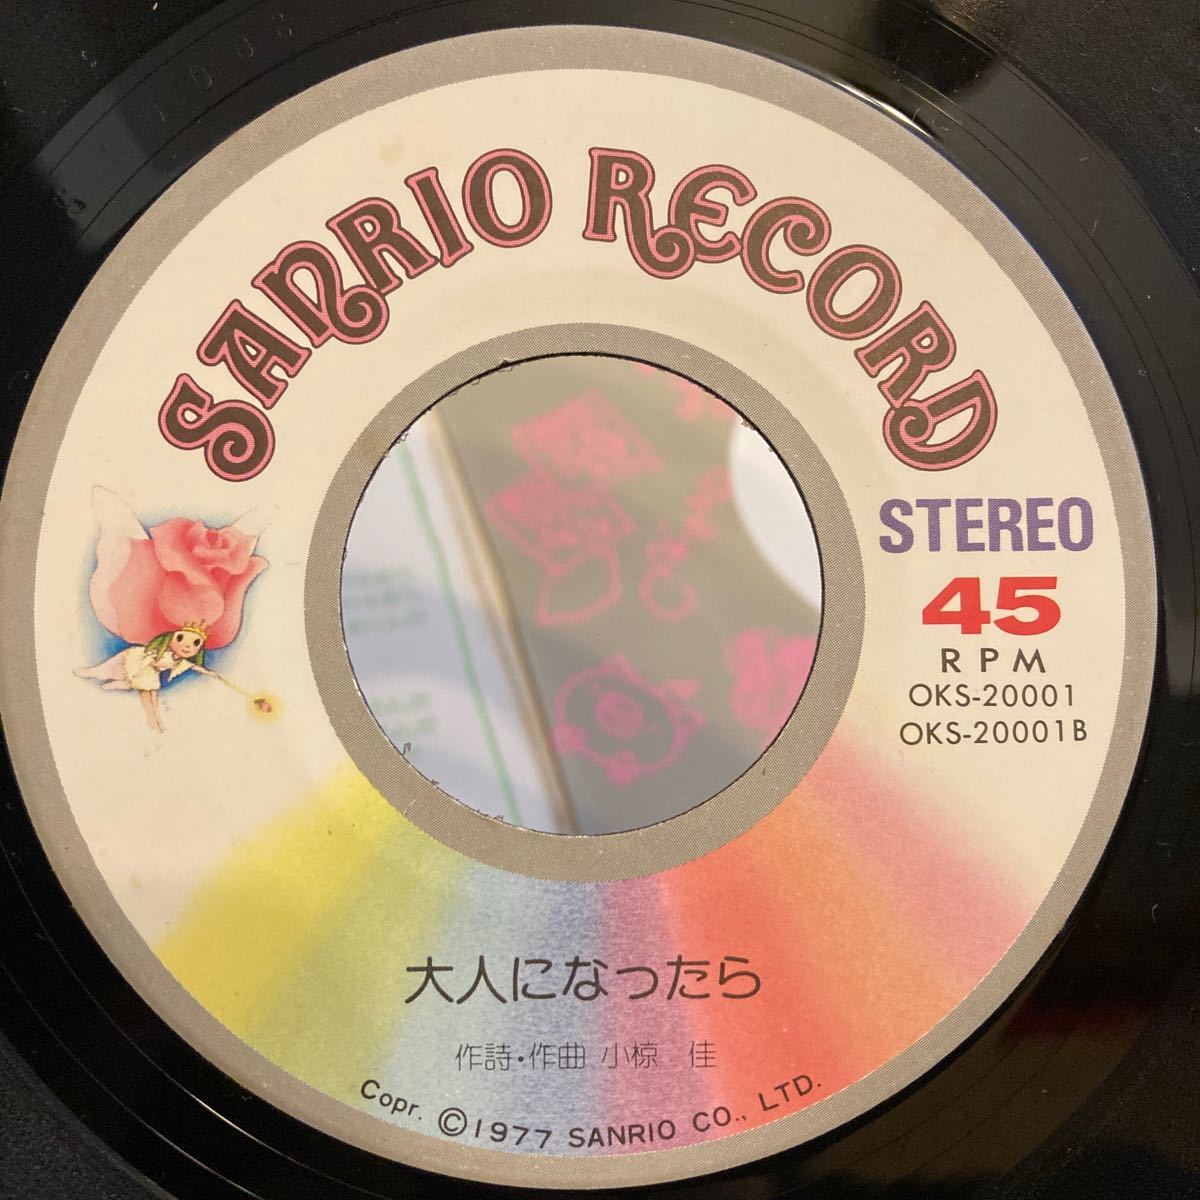 SANRIO RECORD
STEREO
45
RPM
OKS-20001
OKS-20001B
大人になったら
作詩・作曲 小椋 佳
Copr. ©1977 SANRIO CO., LTD.